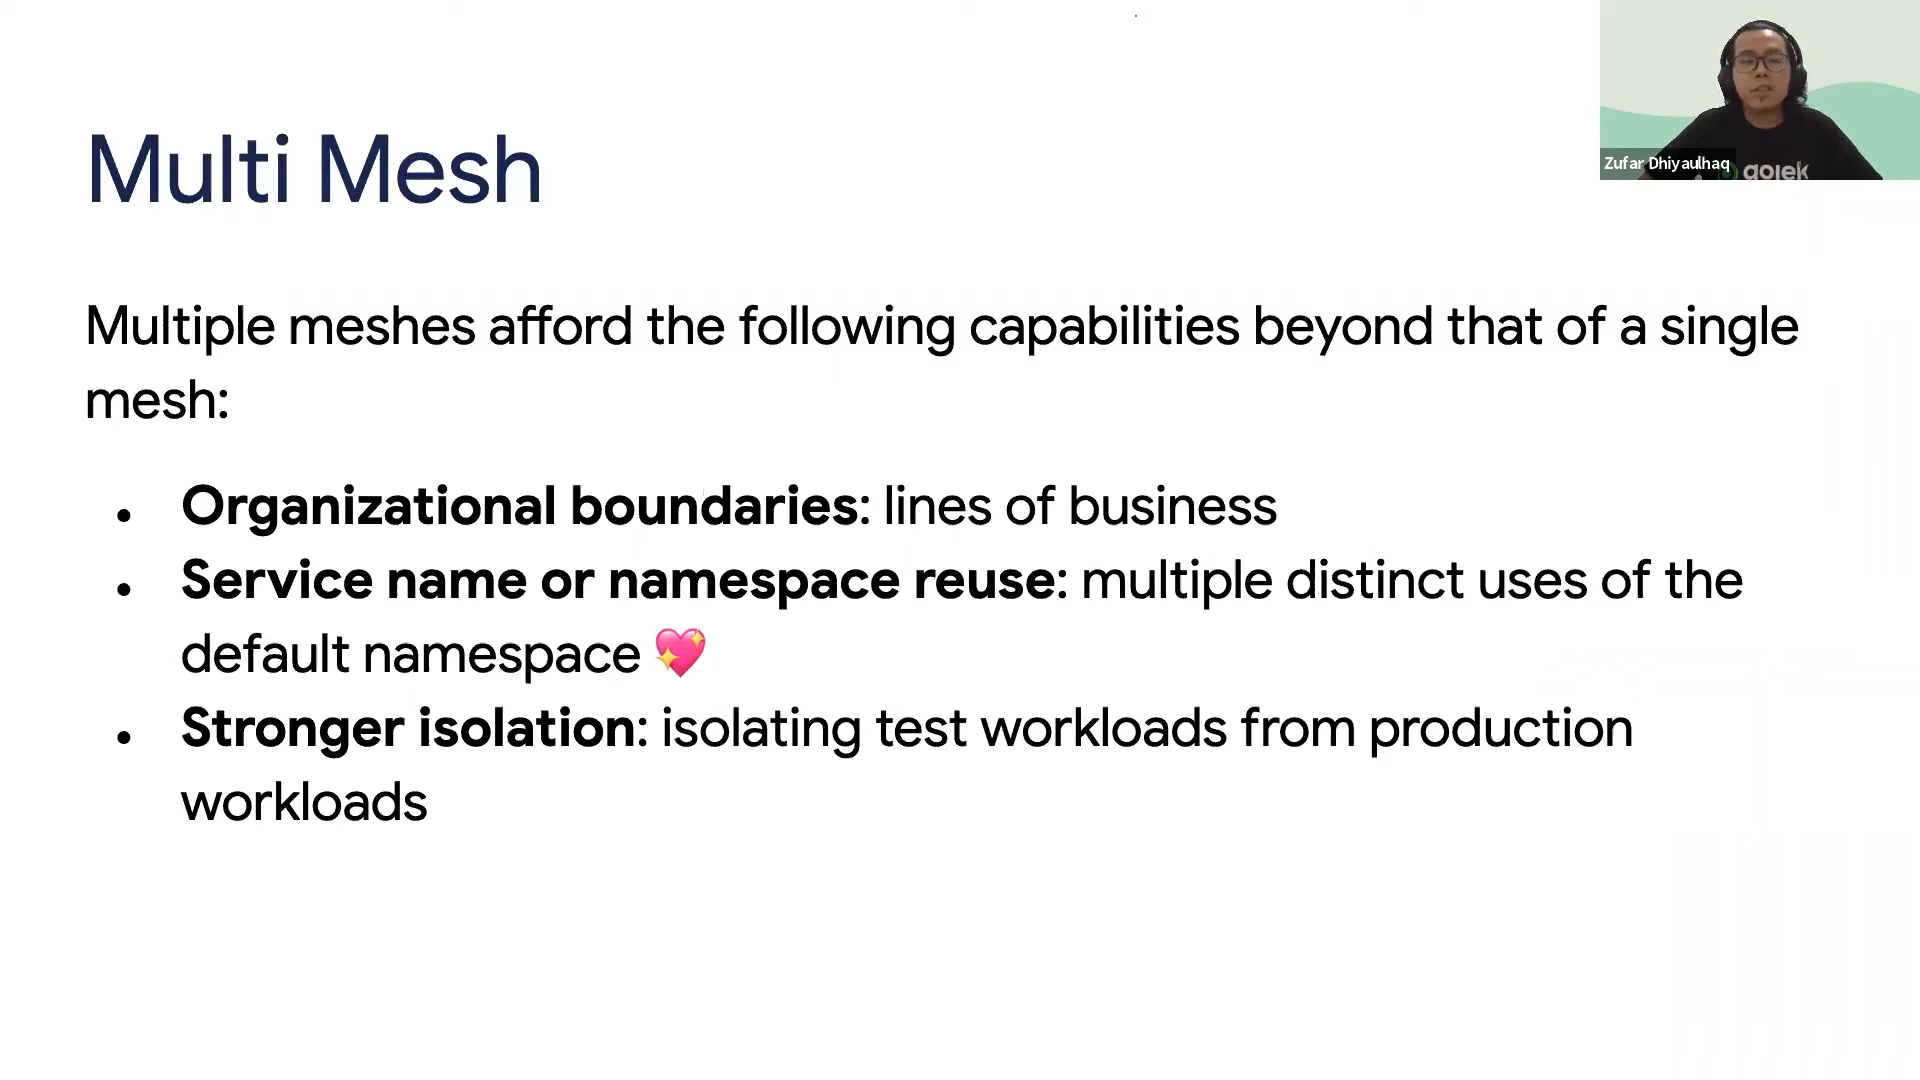 Multi Mesh
Zufar Dhiyaulhaq
gojek
Multiple meshes afford the following capabilities beyond that of a single
mesh:
• Organizational boundaries: lines of business
• Service name or namespace reuse: multiple distinct uses of the
default namespace 💖
• Stronger isolation: isolating test workloads from production
workloads